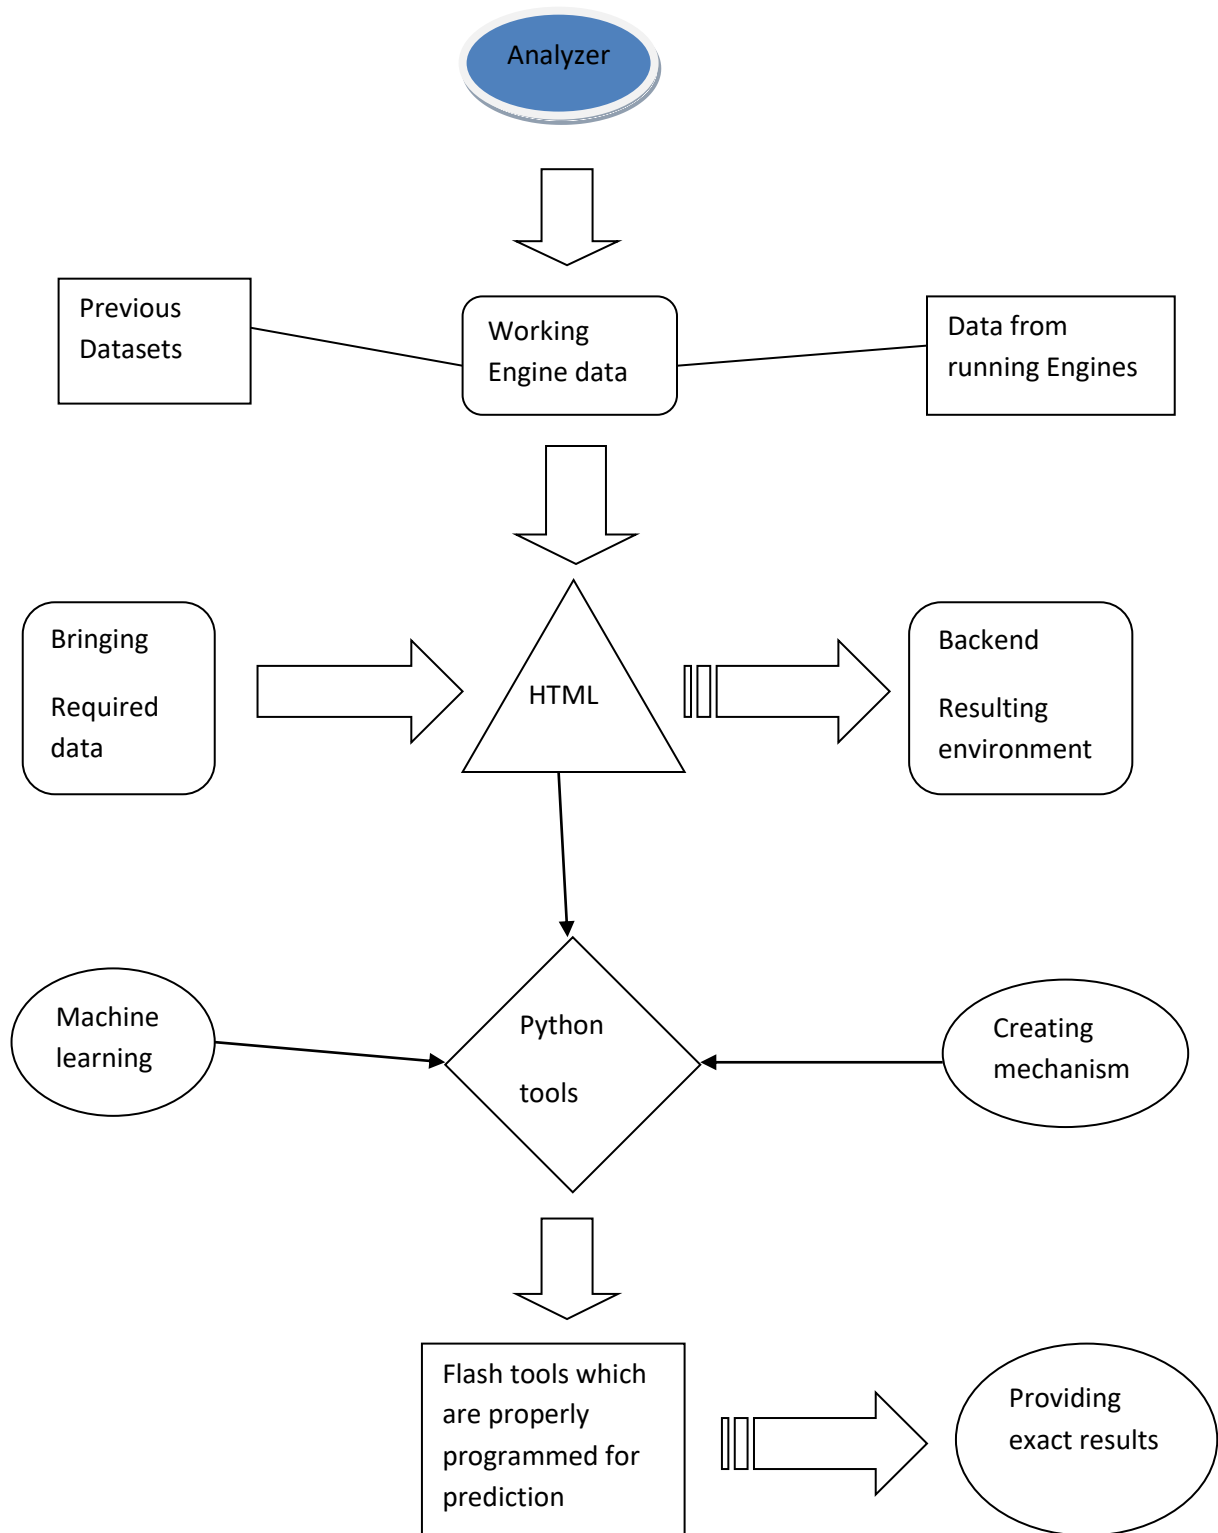 Analyzer
Previous
Datasets
Working
Engine data
Data from
running Engines
Bringing
Required
data
HTML
Backend
Resulting
environment
Machine
learning
Python
tools
Creating
mechanism
Flash tools which
are properly
programmed for
prediction
Providing
exact results